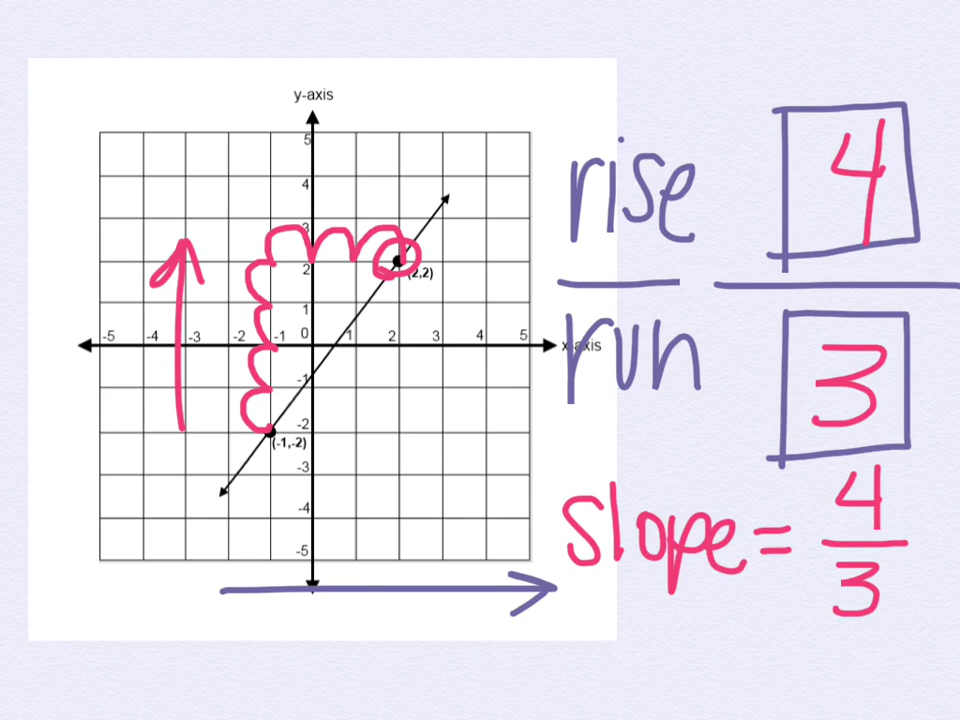 y-axis
5
4
3
2
1
-5 -4 -3 -2 -1 0 1 2 3 4 5
x-axis
-1
-2
-3
-4
-5
(2,2)
(-1,-2)
rise 4
run 3
slope = 4
3